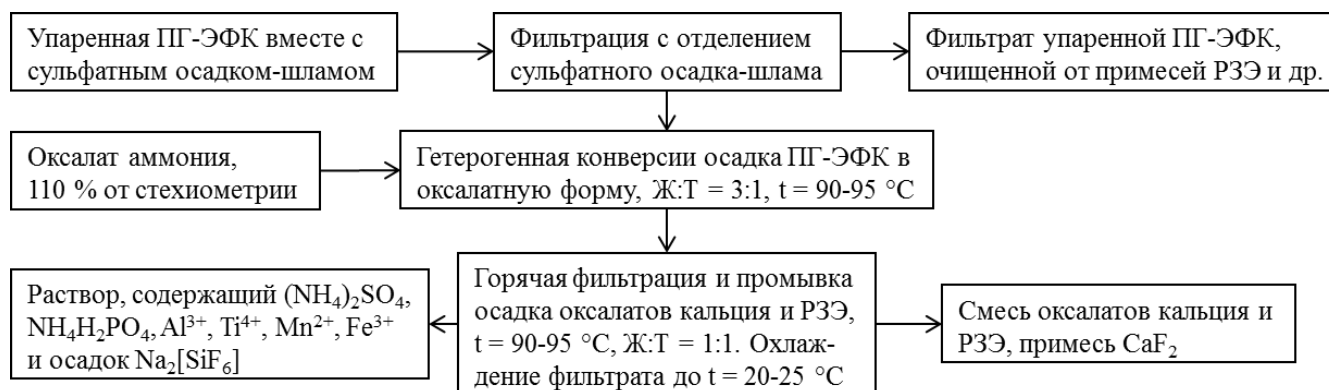 Упаренная ПГ-ЭФК вместе с
сульфатным осадком-шламом
Фильтрация с отделением
сульфатного осадка-шлама
Фильтрат упаренной ПГ-ЭФК,
очищенной от примесей РЗЭ и др.
Оксалат аммония,
110 % от стехиометрии
Гетерогенная конверсии осадка ПГ-ЭФК в
оксалатную форму, Ж:Т = 3:1, t = 90-95 °C
Раствор, содержащий (NH₄)₂SO₄,
NH₄H₂PO₄, Al³⁺, Ti⁴⁺, Mn²⁺, Fe³⁺
и осадок Na₂[SiF₆]
Горячая фильтрация и промывка
осадка оксалатов кальция и РЗЭ,
t = 90-95 °C, Ж:Т = 1:1. Охлаж-
дение фильтрата до t = 20-25 °C
Смесь оксалатов кальция и
РЗЭ, примесь CaF₂